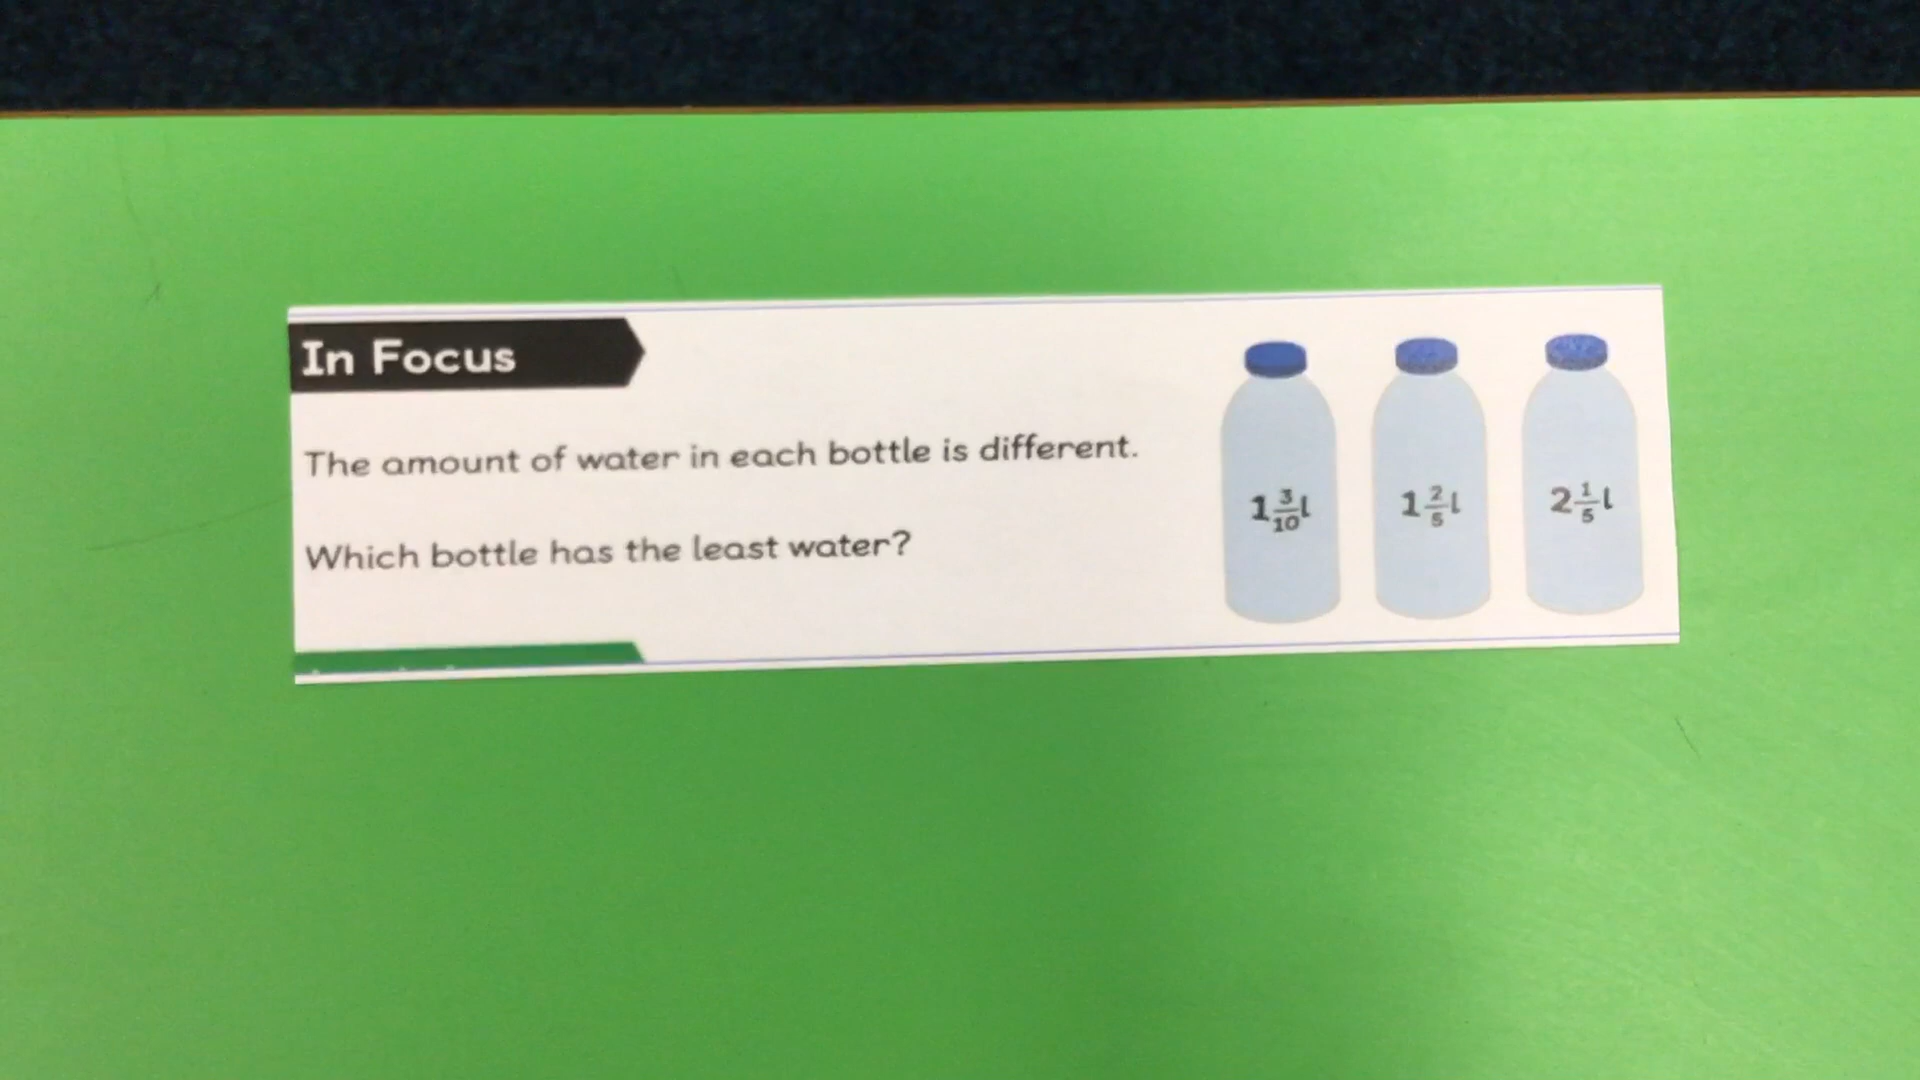 In Focus
The amount of water in each bottle is different.
Which bottle has the least water?
1 3/10 l
1 2/5 l
2 1/5 l